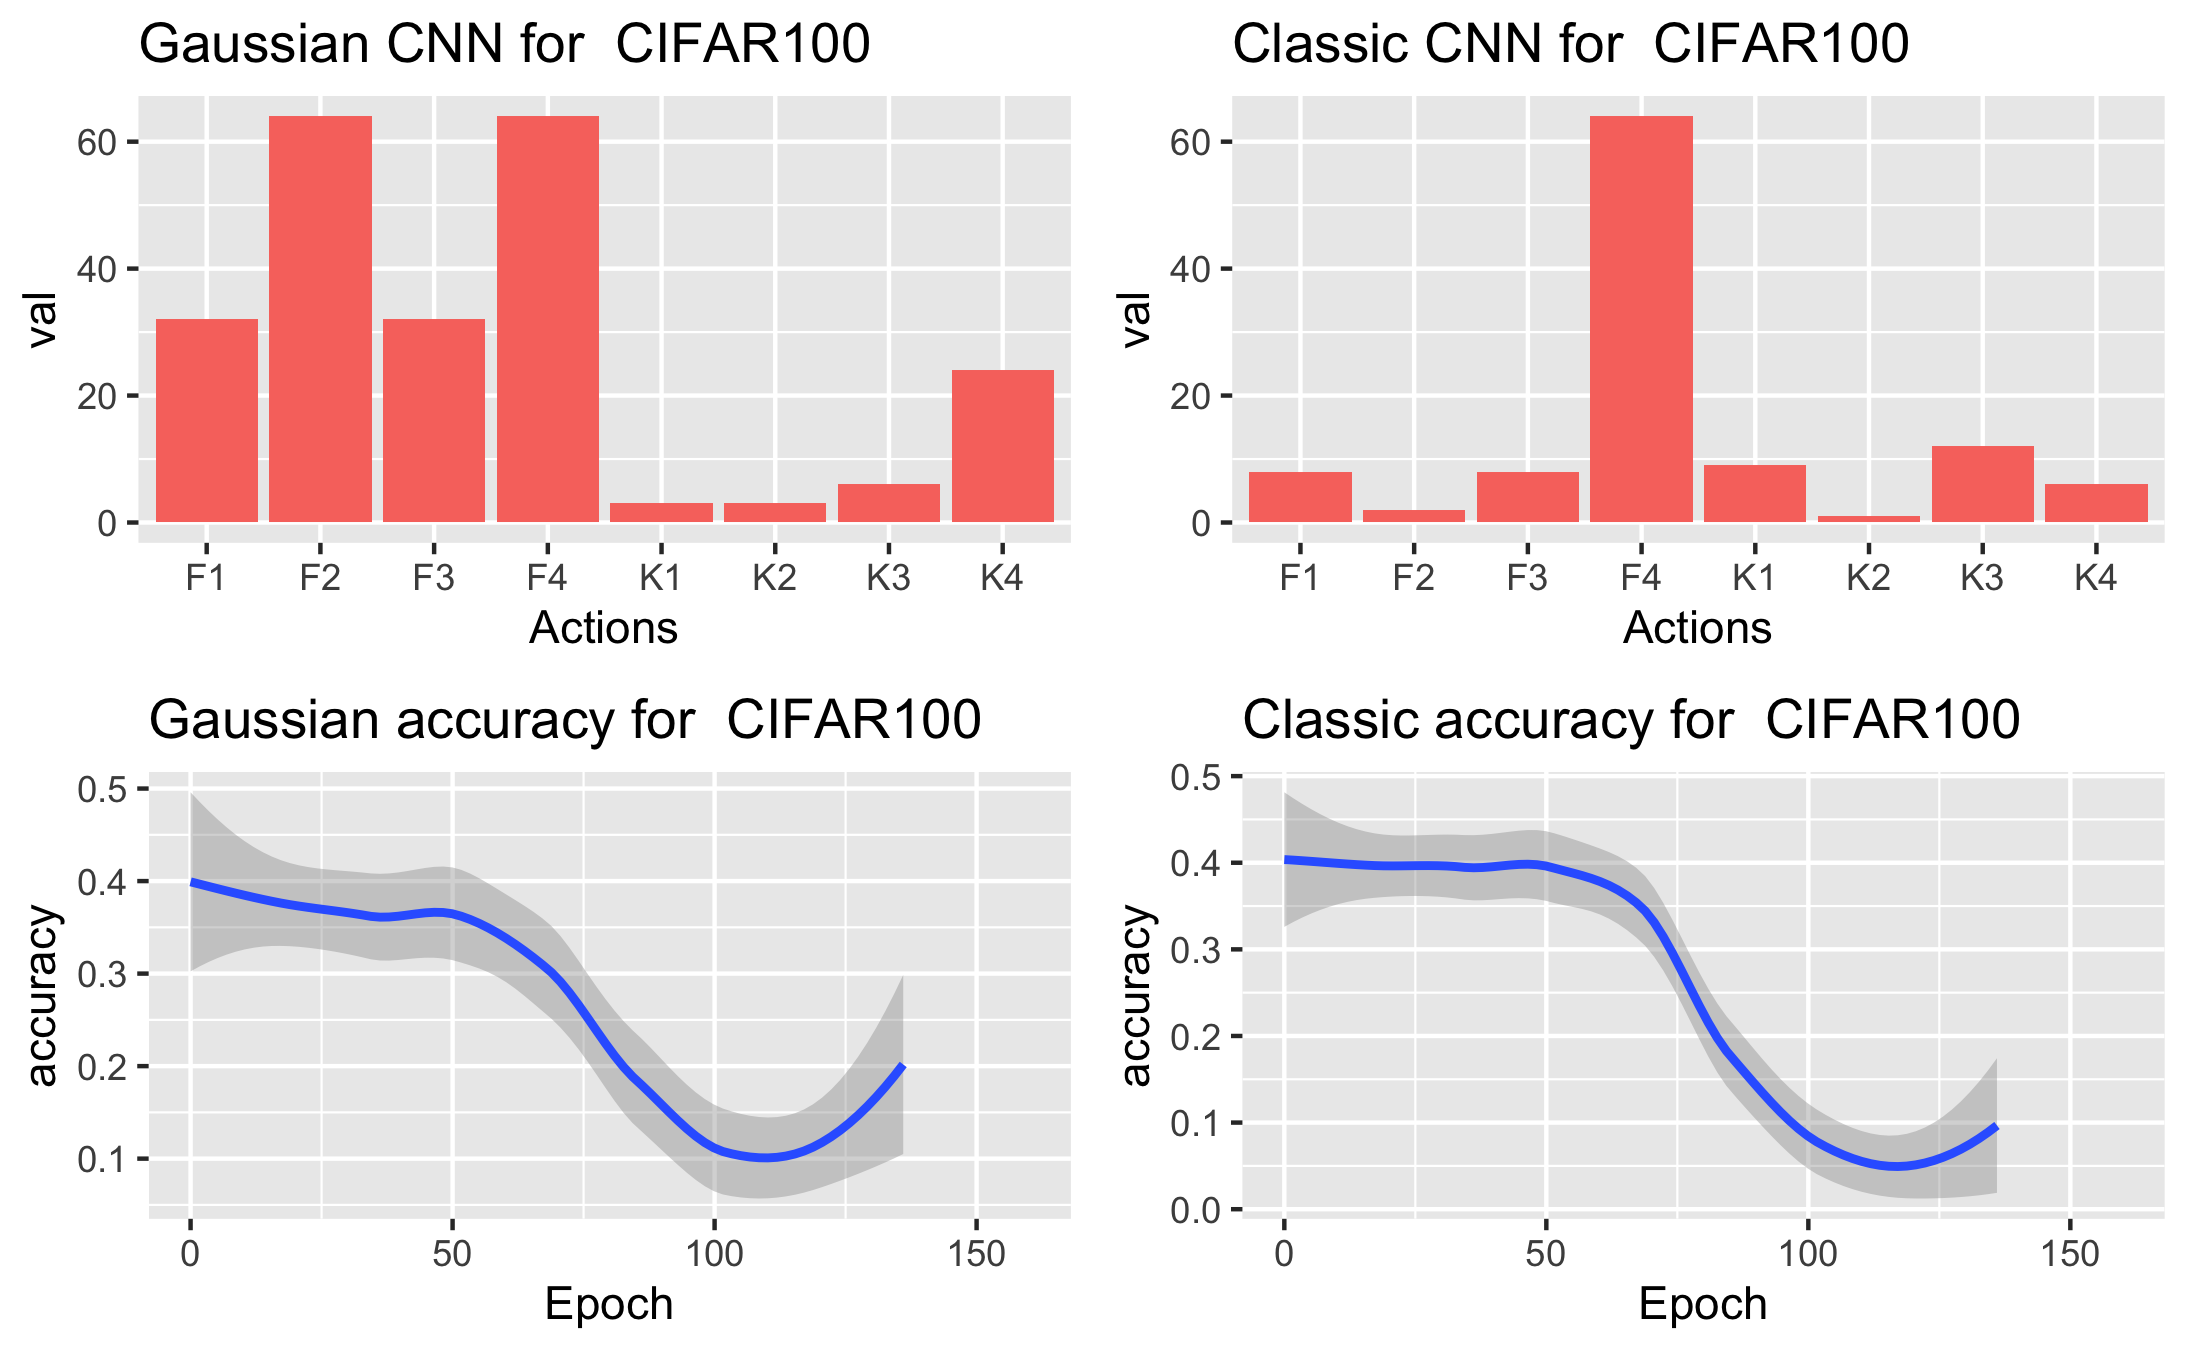 Gaussian CNN for  CIFAR100
60
40
20
0
val
F1 F2 F3 F4 K1 K2 K3 K4
Actions
Classic CNN for  CIFAR100
60
40
20
0
val
F1 F2 F3 F4 K1 K2 K3 K4
Actions
Gaussian accuracy for  CIFAR100
0.5
0.4
0.3
0.2
0.1
accuracy
0 50 100 150
Epoch
Classic accuracy for  CIFAR100
0.5
0.4
0.3
0.2
0.1
0.0
accuracy
0 50 100 150
Epoch